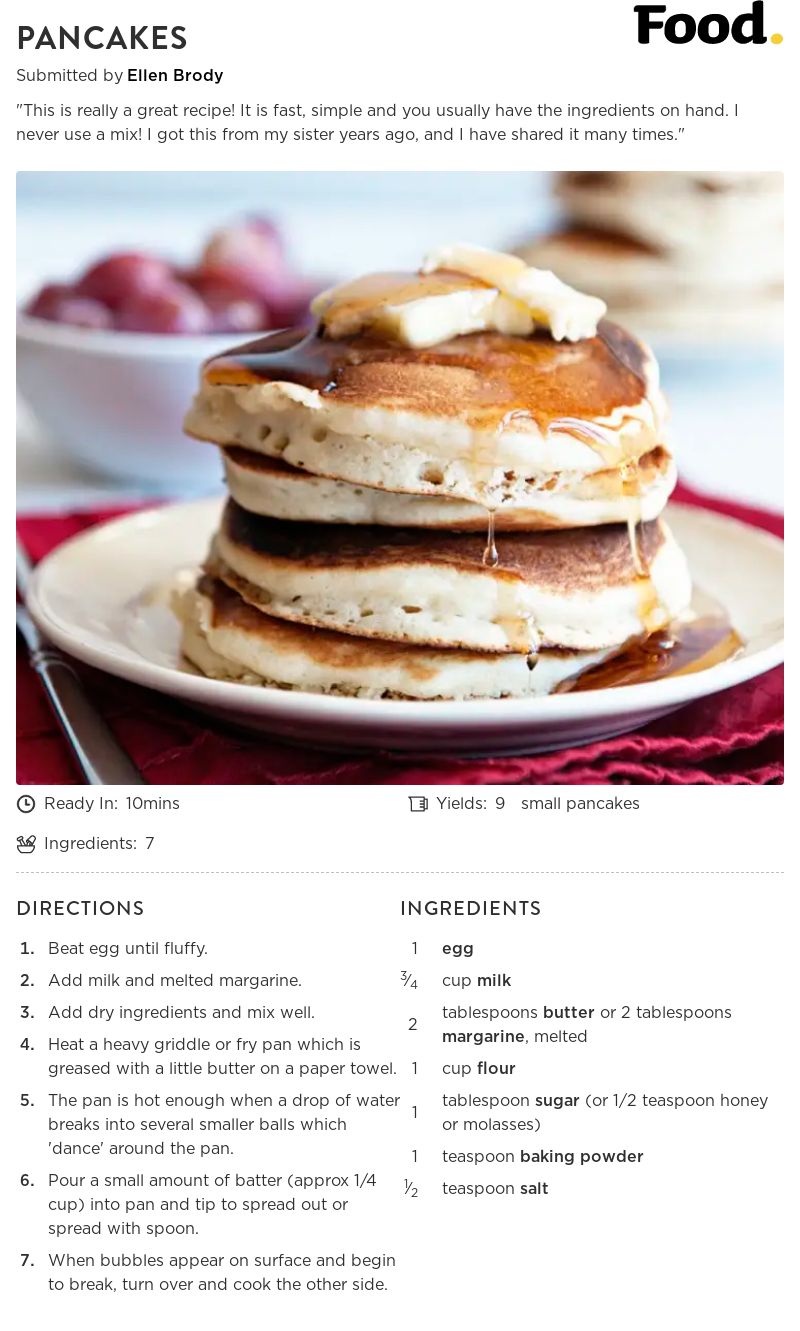 PANCAKES
Food.
Submitted by Ellen Brody
"This is really a great recipe! It is fast, simple and you usually have the ingredients on hand. I
never use a mix! I got this from my sister years ago, and I have shared it many times."
Ready In: 10mins
Yields: 9 small pancakes
Ingredients: 7
DIRECTIONS
1. Beat egg until fluffy.
2. Add milk and melted margarine.
3. Add dry ingredients and mix well.
4. Heat a heavy griddle or fry pan which is
greased with a little butter on a paper towel.
5. The pan is hot enough when a drop of water
breaks into several smaller balls which
'dance' around the pan.
6. Pour a small amount of batter (approx 1/4
cup) into pan and tip to spread out or
spread with spoon.
7. When bubbles appear on surface and begin
to break, turn over and cook the other side.
INGREDIENTS
1 egg
3⁄4 cup milk
2 tablespoons butter or 2 tablespoons
margarine, melted
1 cup flour
1 tablespoon sugar (or 1/2 teaspoon honey
or molasses)
1 teaspoon baking powder
1⁄2 teaspoon salt